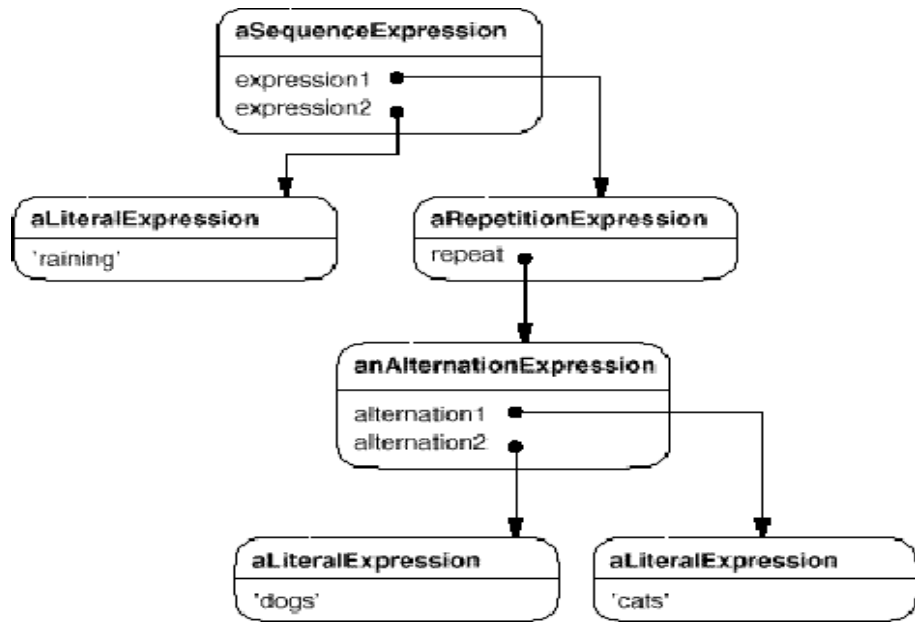 aSequenceExpression
expression1
expression2
aLiteralExpression
'raining'
aRepetitionExpression
repeat
anAlternationExpression
alternation1
alternation2
aLiteralExpression
'dogs'
aLiteralExpression
'cats'